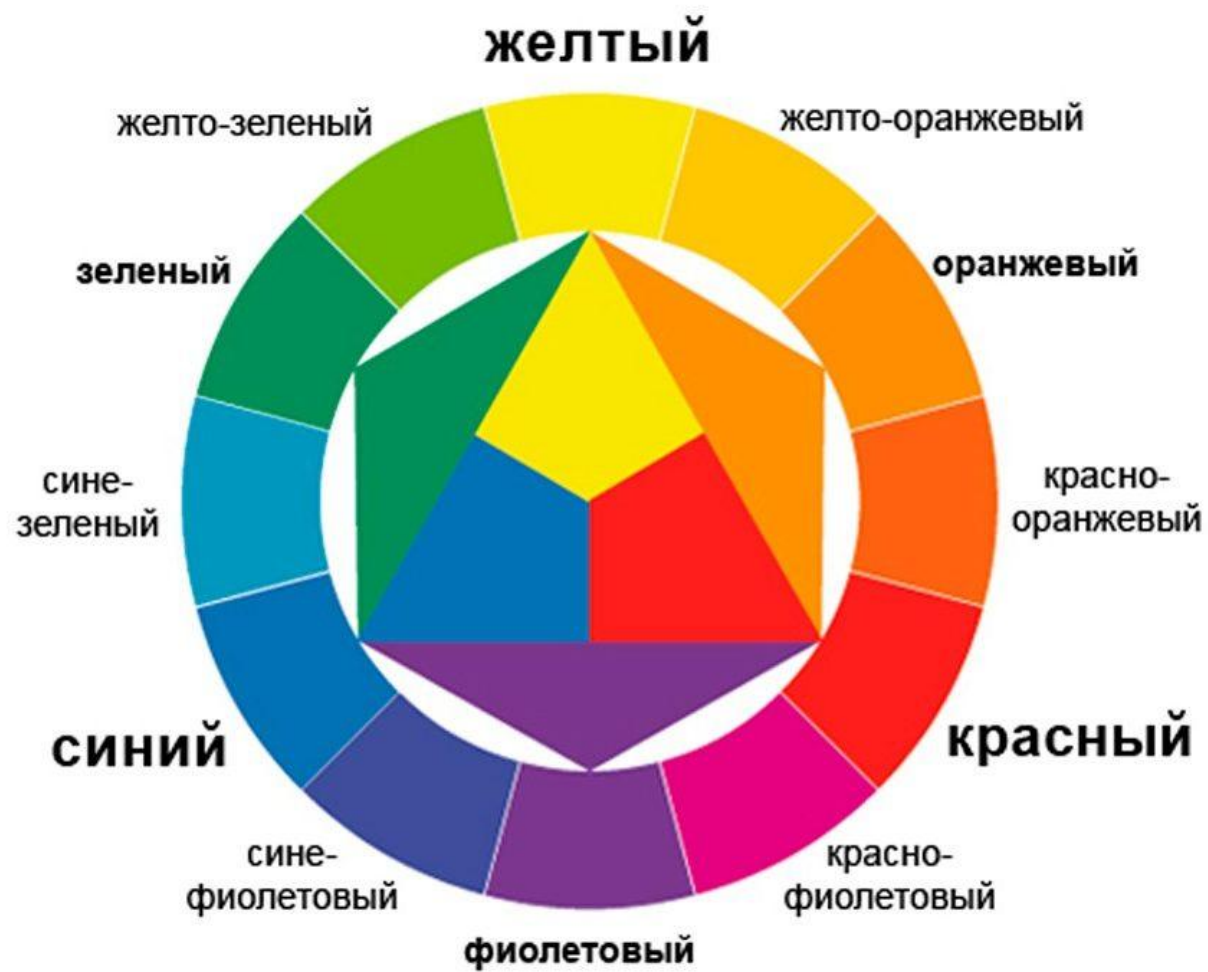 желтый
желто-зеленый
желто-оранжевый
зеленый
оранжевый
сине-
зеленый
красно-
оранжевый
синий
красный
сине-
фиолетовый
красно-
фиолетовый
фиолетовый